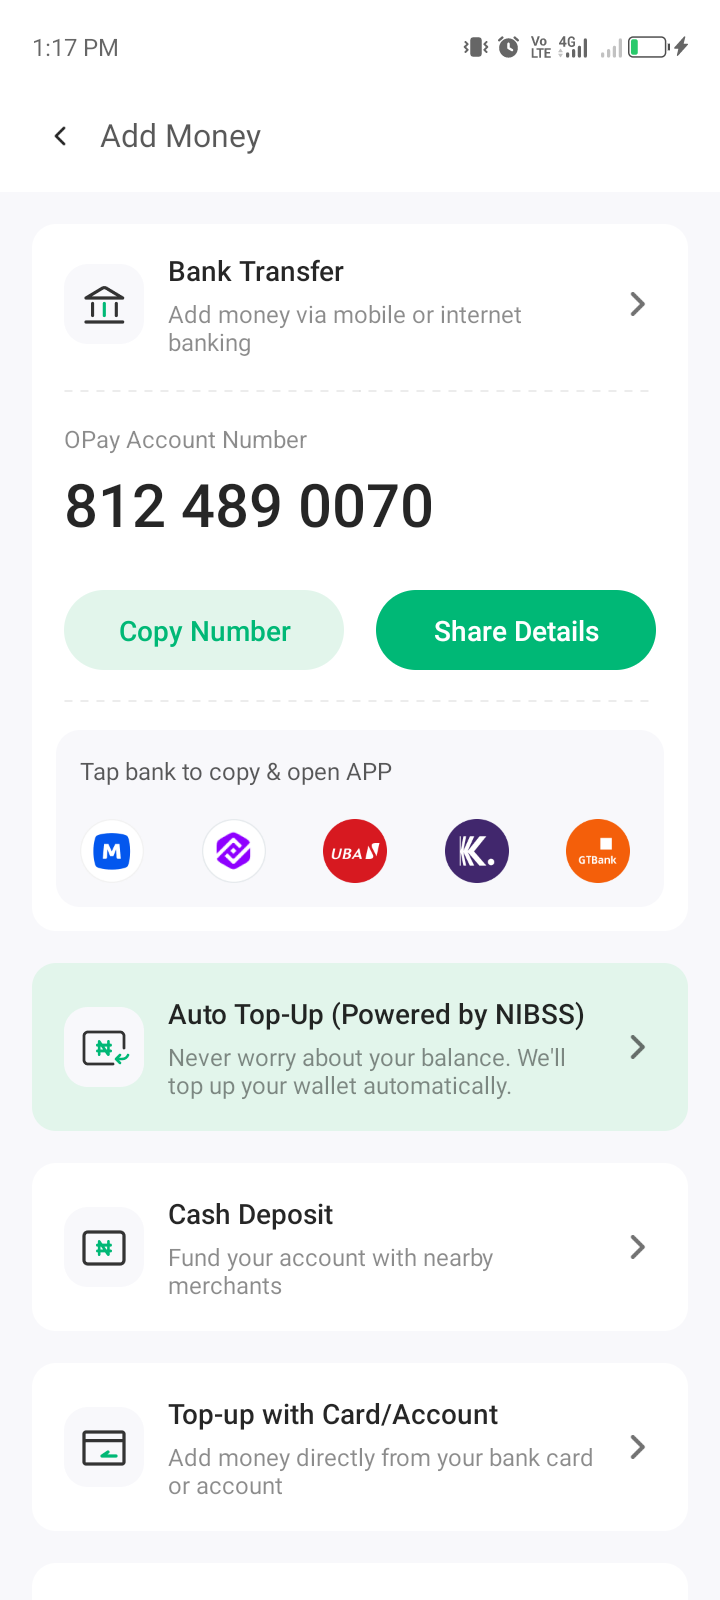 1:17 PM
Vo LTE 4G
Add Money
Bank Transfer
Add money via mobile or internet
banking
OPay Account Number
812 489 0070
Copy Number
Share Details
Tap bank to copy & open APP
M
UBA
K.
GTBank
Auto Top-Up (Powered by NIBSS)
Never worry about your balance. We'll
top up your wallet automatically.
Cash Deposit
Fund your account with nearby
merchants
Top-up with Card/Account
Add money directly from your bank card
or account